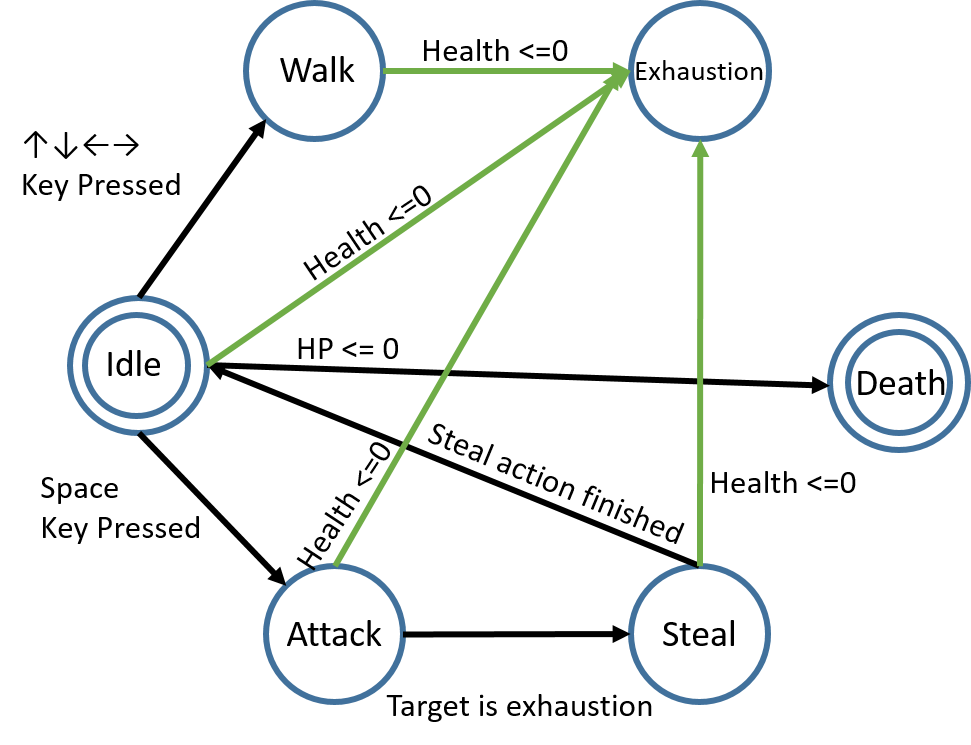 Walk
Health <=0
Exhaustion
↑↓←→
Key Pressed
Health <=0
Idle
HP <= 0
Death
Steal action finished
Health <=0
Health <=0
Space
Key Pressed
Attack
Steal
Target is exhaustion